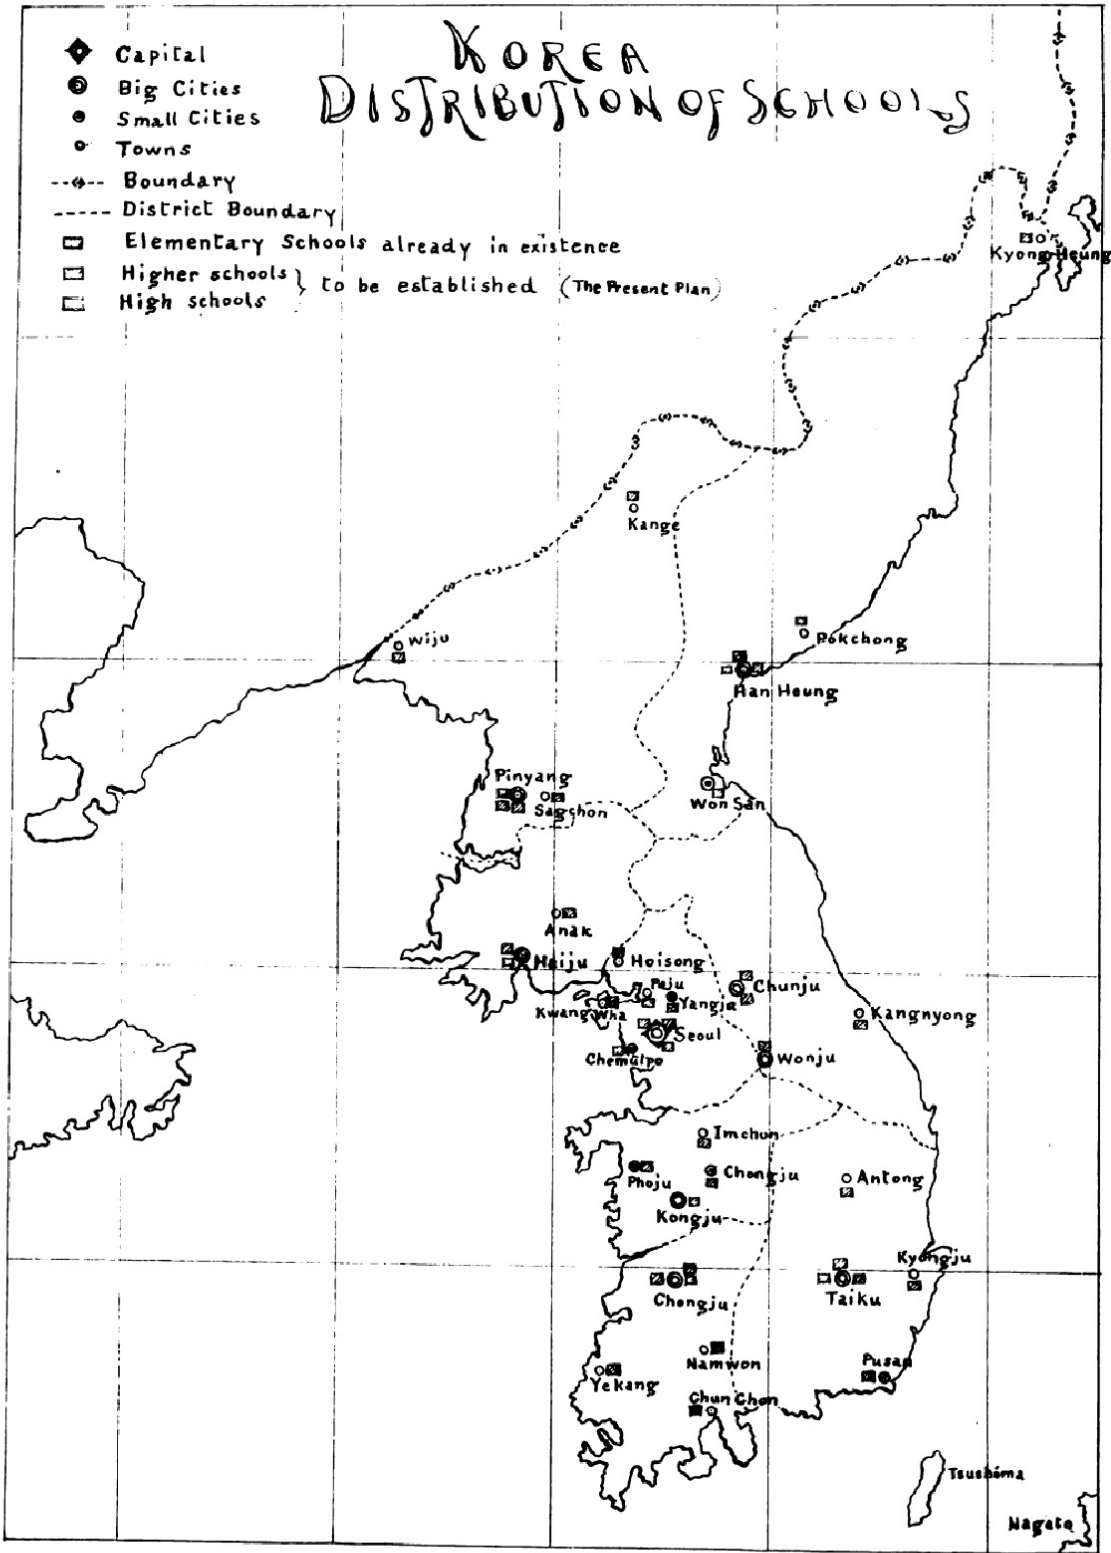 KOREA
DISTRIBUTION OF SCHOOLS
Capital
Big Cities
Small Cities
Towns
Boundary
District Boundary
Elementary Schools already in existence
Higher schools
High schools
} to be established (The Present Plan)
Kyong Heung
Kange
Wiju
Pokchong
Han Heung
Pinyang
Sagchon
Won San
Anak
Haiju
Hoisong
Paju
Chunju
Kwang Wha
Yangja
Kangnyong
Seoul
Chemulpo
Wonju
Imchun
Phoju
Chongju
Antong
Kongju
Kyongju
Chongju
Taiku
Namwon
Pusan
Yekang
Chun Chon
Tsushima
Nagato